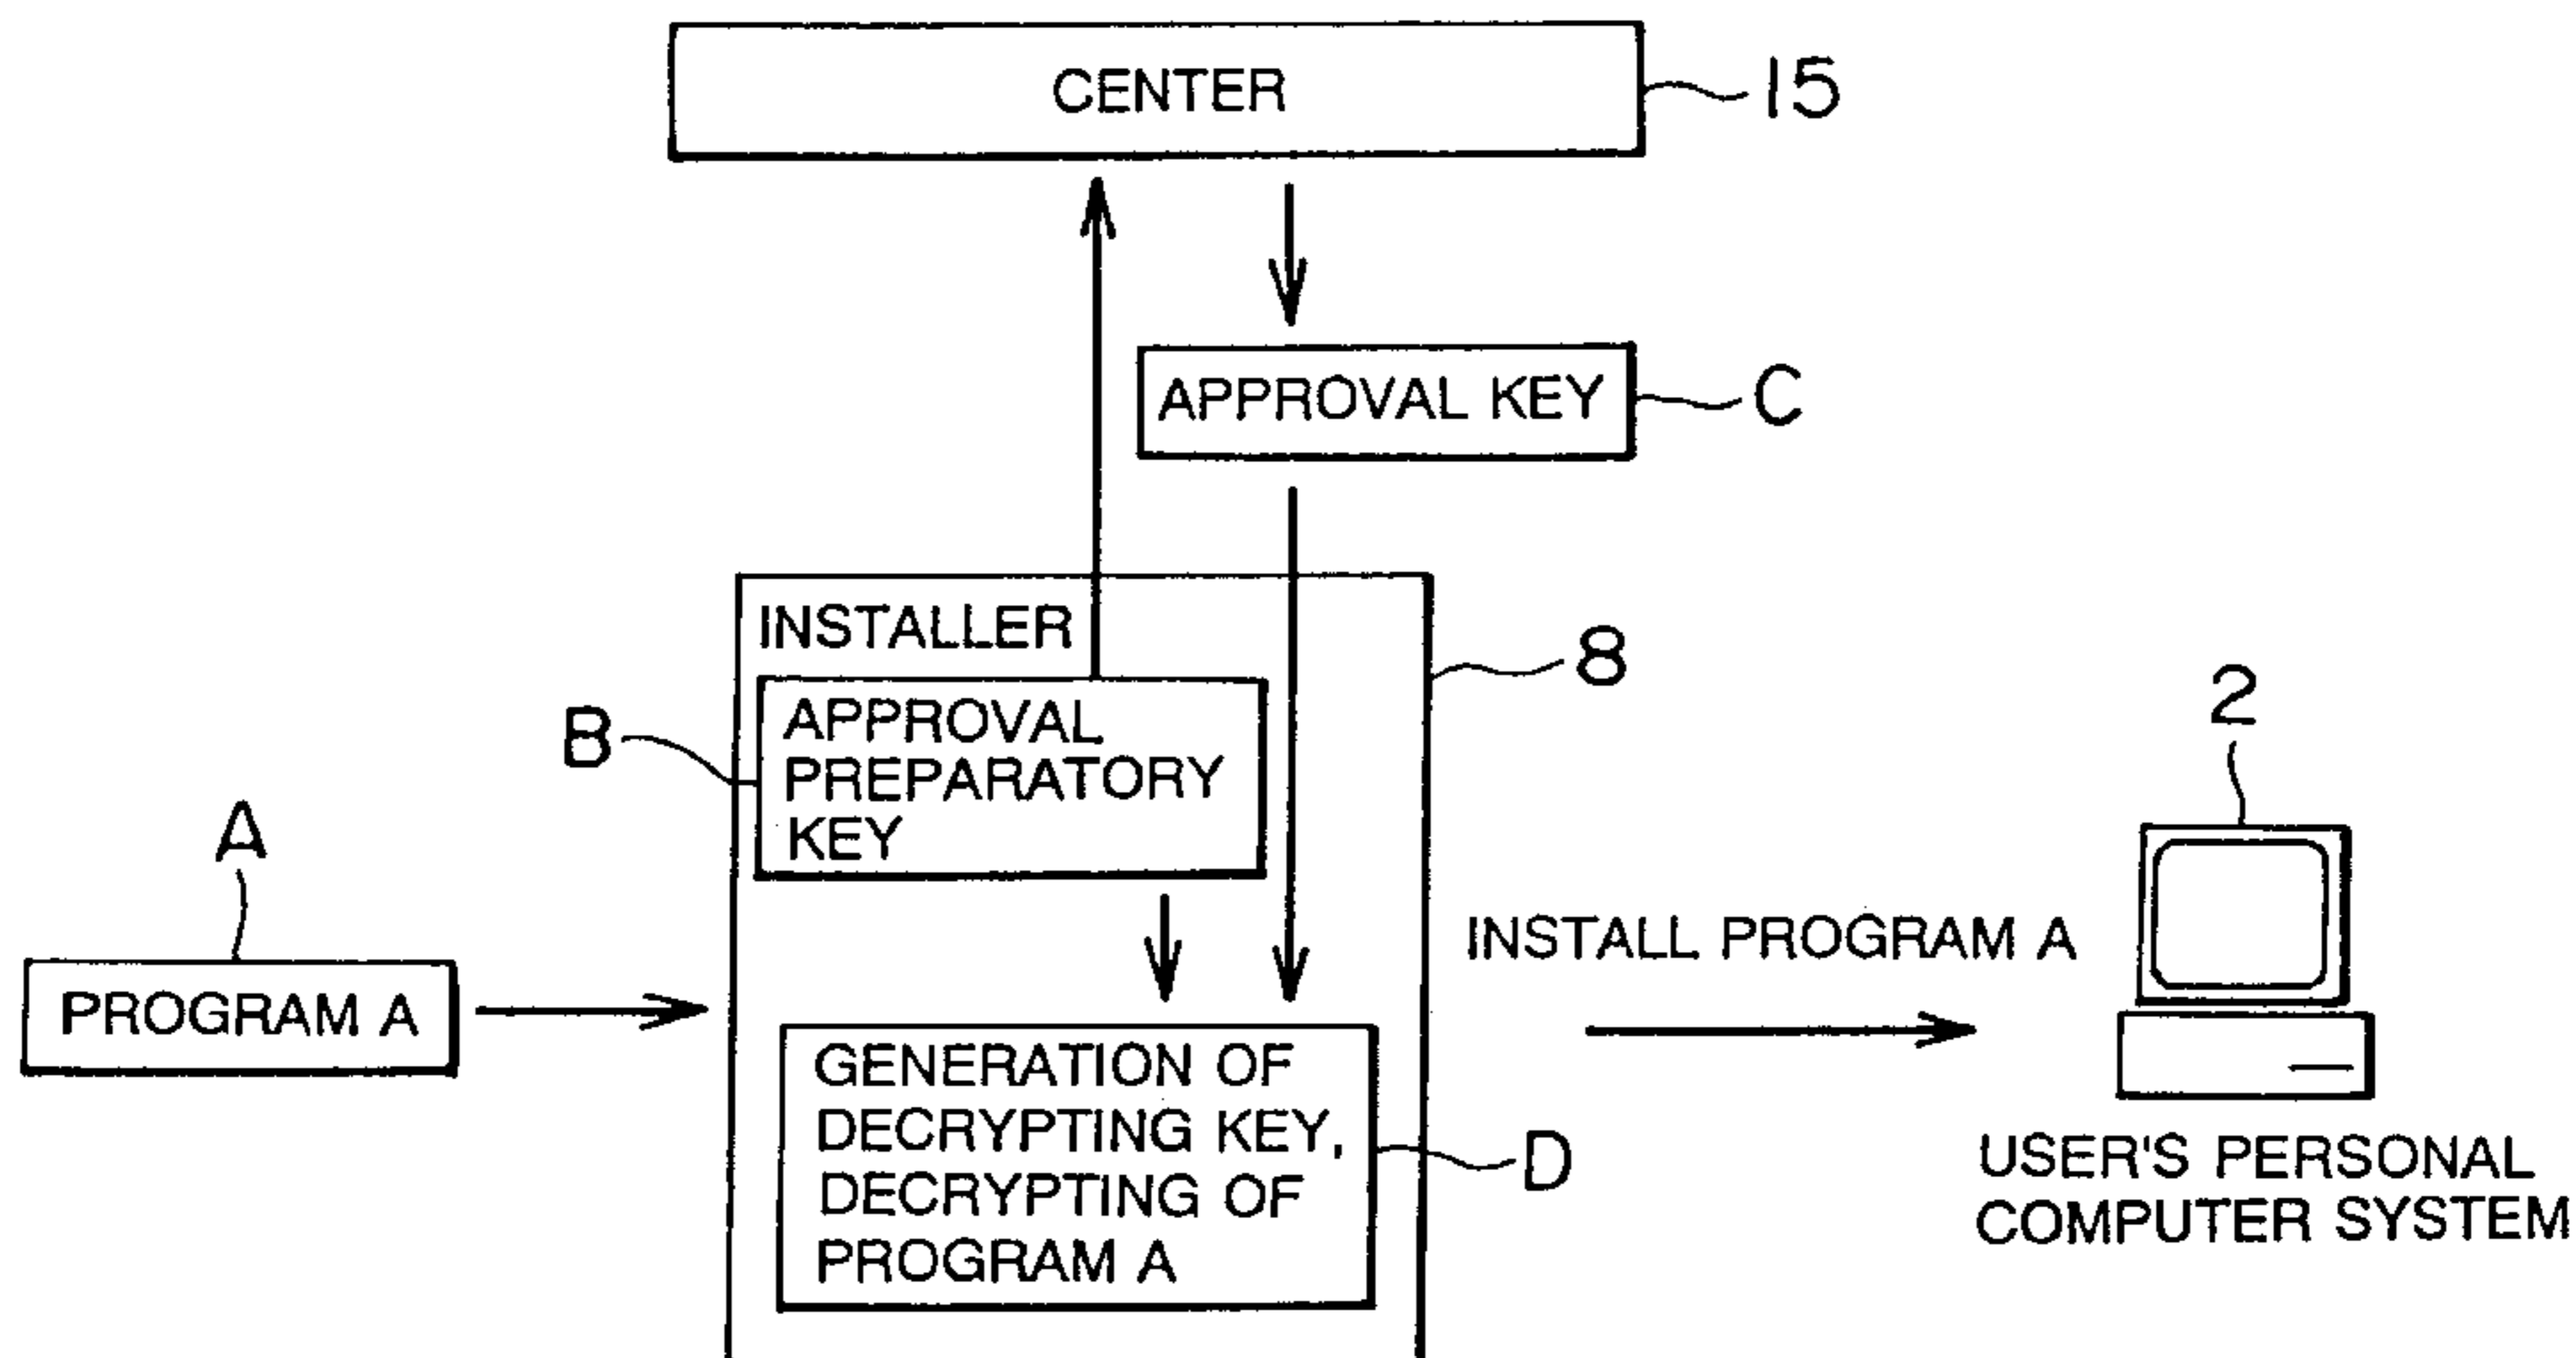 CENTER
15
APPROVAL KEY
C
INSTALLER
8
B
APPROVAL
PREPARATORY
KEY
2
A
PROGRAM A
INSTALL PROGRAM A
GENERATION OF
DECRYPTING KEY,
DECRYPTING OF
PROGRAM A
D
USER'S PERSONAL
COMPUTER SYSTEM